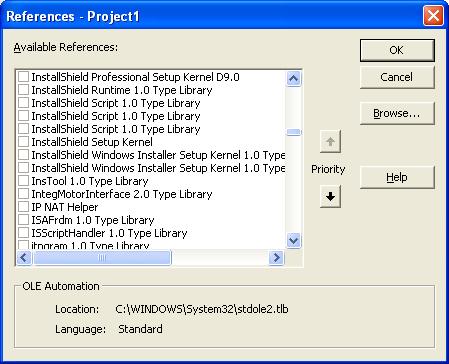 References - Project1
Available References:
OK
InstallShield Professional Setup Kernel D9.0
InstallShield Runtime 1.0 Type Library
InstallShield Script 1.0 Type Library
InstallShield Script 1.0 Type Library
InstallShield Script 1.0 Type Library
InstallShield Setup Kernel
InstallShield Windows Installer Setup Kernel 1.0 Type
InstallShield Windows Installer Setup Kernel 1.0 Type
InsTool 1.0 Type Library
IntegMotorInterface 2.0 Type Library
IP NAT Helper
ISAFrdm 1.0 Type Library
ISScriptHandler 1.0 Type Library
itngram 1.0 Type Library
Cancel
Browse...
Priority
Help
OLE Automation
Location: C:\WINDOWS\System32\stdole2.tlb
Language: Standard